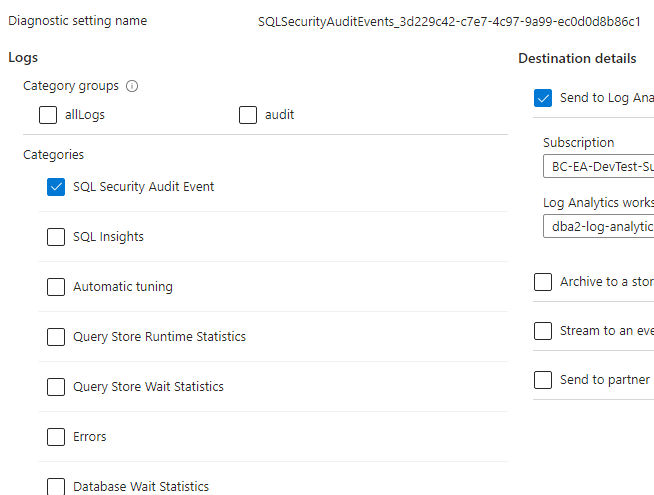 Diagnostic setting name
SQLSecurityAuditEvents_3d229c42-c7e7-4c97-9a99-ec0d0d8b86c1
Logs
Category groups
allLogs
audit
Categories
SQL Security Audit Event
SQL Insights
Automatic tuning
Query Store Runtime Statistics
Query Store Wait Statistics
Errors
Database Wait Statistics
Destination details
Send to Log Ana
Subscription
BC-EA-DevTest-Su
Log Analytics works
dba2-log-analytic
Archive to a stor
Stream to an eve
Send to partner